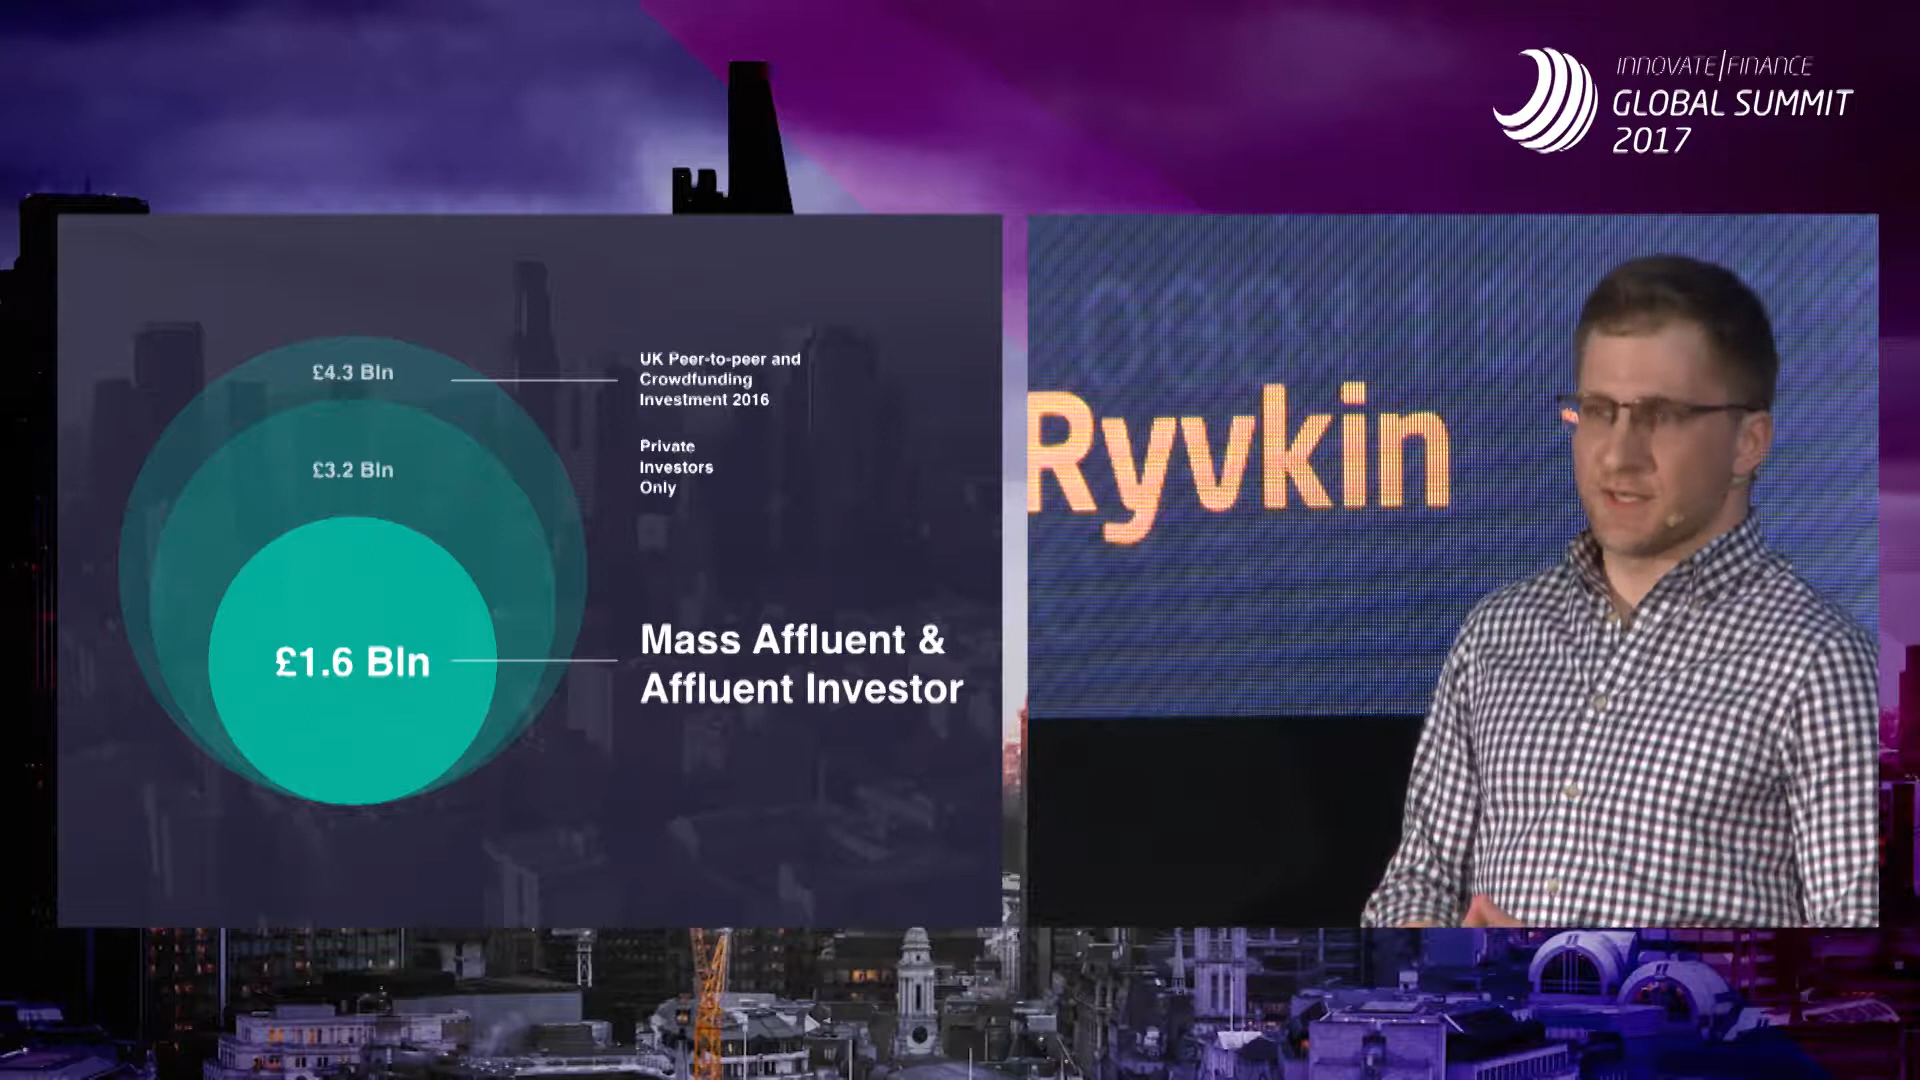 INNOVATE|FINANCE
GLOBAL SUMMIT
2017
£4.3 Bln
UK Peer-to-peer and
Crowdfunding
Investment 2016
£3.2 Bln
Private
Investors
Only
£1.6 Bln
Mass Affluent &
Affluent Investor
Ryvkin